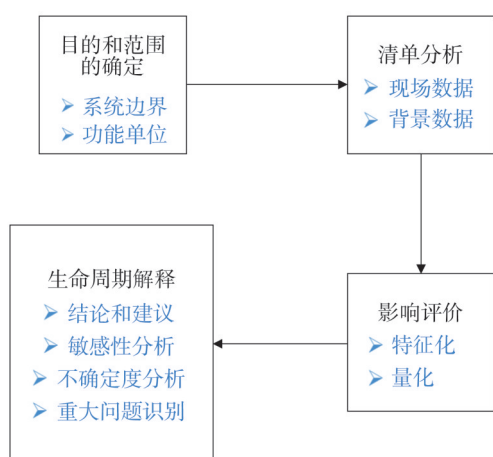 目的和范围
的确定
➢ 系统边界
➢ 功能单位
清单分析
➢ 现场数据
➢ 背景数据
影响评价
➢ 特征化
➢ 量化
生命周期解释
➢ 结论和建议
➢ 敏感性分析
➢ 不确定度分析
➢ 重大问题识别